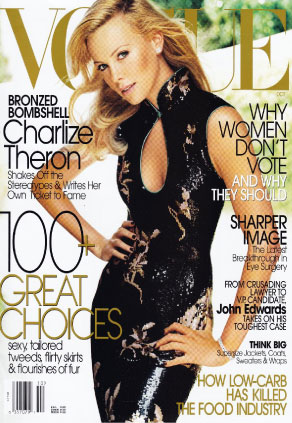 VOGUE
OCT
BRONZED
BOMBSHELL
Charlize
Theron
Shakes Off the
Stereotypes & Writes Her
Own Ticket to Fame
100+
GREAT
CHOICES
sexy, tailored
tweeds, flirty skirts
& flourishes of fur
WHY
WOMEN
DON'T
VOTE
AND WHY
THEY SHOULD
SHARPER
IMAGE
The Latest
Breakthrough in
Eye Surgery
FROM CRUSADING
LAWYER TO
V.P. CANDIDATE,
John Edwards
TAKES ON HIS
TOUGHEST CASE
THINK BIG
Supersize Jackets, Coats,
Sweaters & Wraps
HOW LOW-CARB
HAS KILLED
THE FOOD INDUSTRY